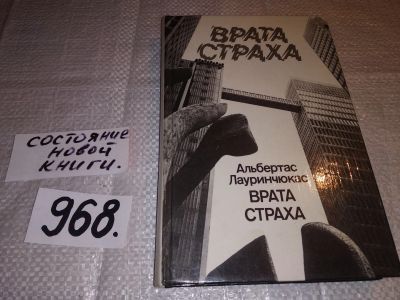 ВРАТА
СТРАХА
Альбертас
Лауринчюкас
ВРАТА
СТРАХА
состояние
новой
книги.
968.